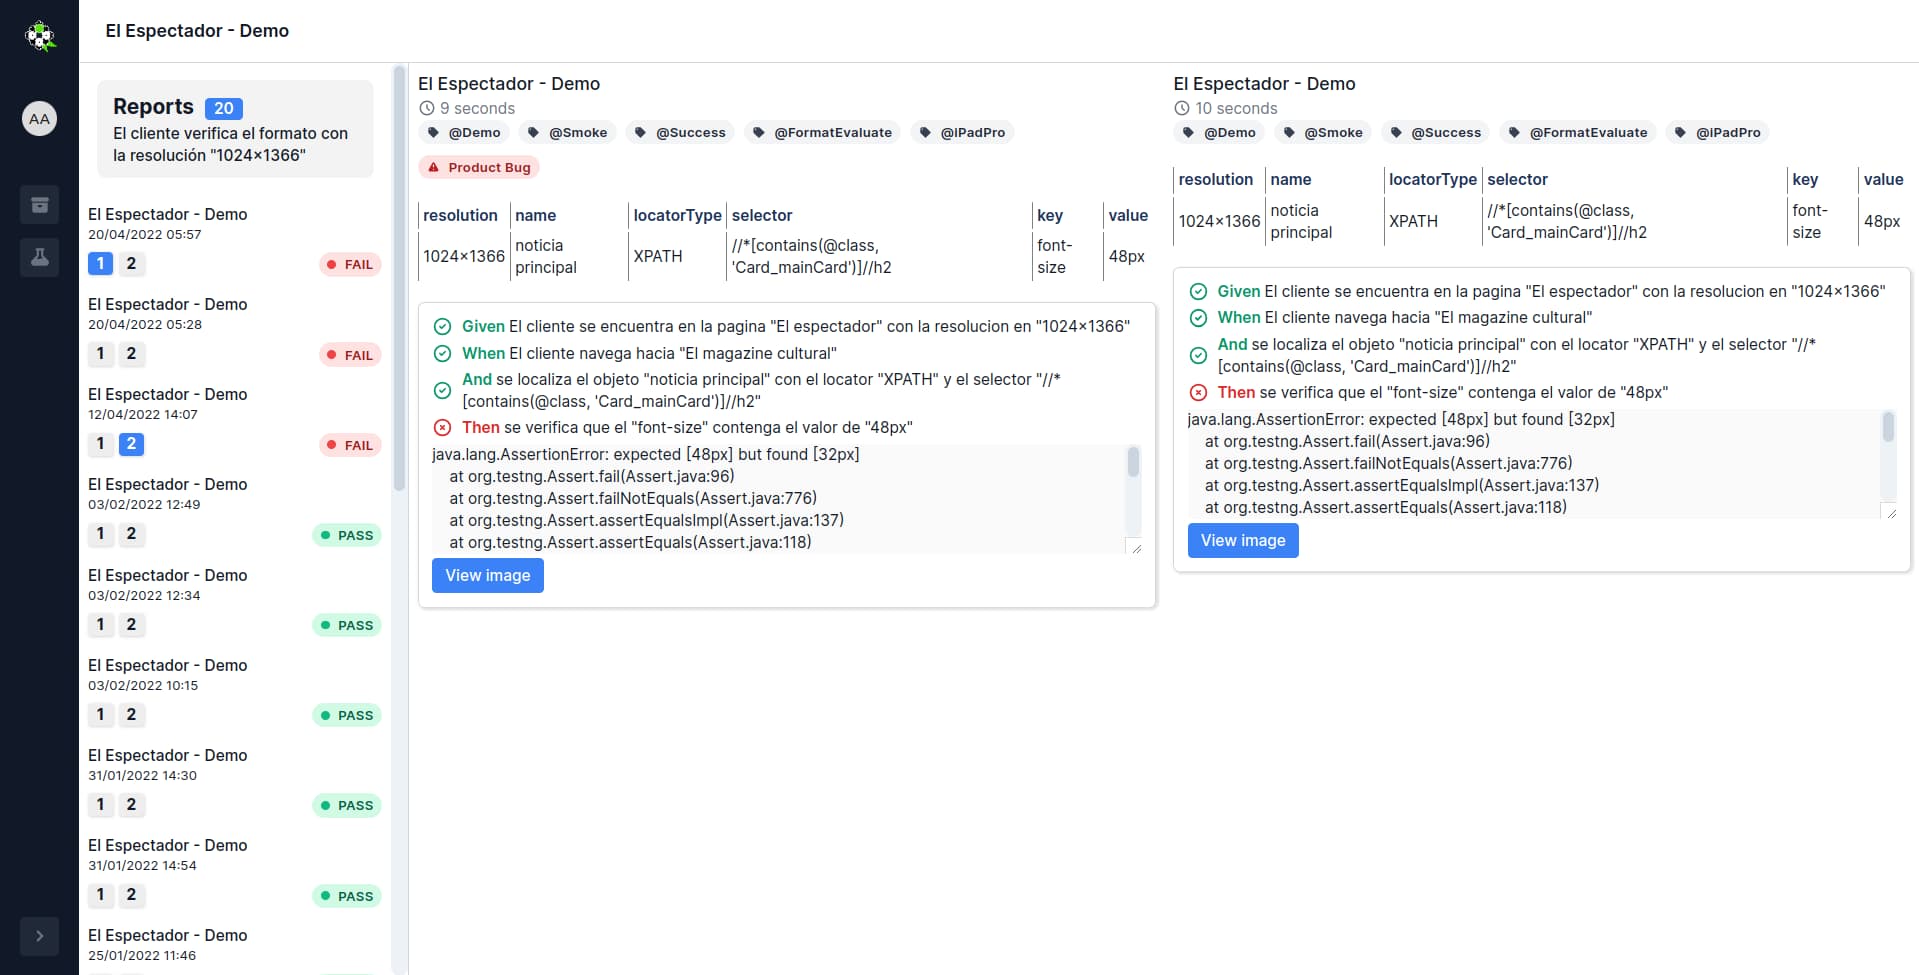 El Espectador - Demo
AA
Reports 20
El cliente verifica el formato con
la resolución "1024×1366"
El Espectador - Demo
20/04/2022 05:57
1 2 FAIL
El Espectador - Demo
20/04/2022 05:28
1 2 FAIL
El Espectador - Demo
12/04/2022 14:07
1 2 FAIL
El Espectador - Demo
03/02/2022 12:49
1 2 PASS
El Espectador - Demo
03/02/2022 12:34
1 2 PASS
El Espectador - Demo
03/02/2022 10:15
1 2 PASS
El Espectador - Demo
31/01/2022 14:30
1 2 PASS
El Espectador - Demo
31/01/2022 14:54
1 2 PASS
El Espectador - Demo
25/01/2022 11:46
El Espectador - Demo
9 seconds
@Demo @Smoke @Success @FormatEvaluate @iPadPro
Product Bug
resolution name locatorType selector key value
1024×1366 noticia principal XPATH //*[contains(@class, 'Card_mainCard')]//h2 font-size 48px
Given El cliente se encuentra en la pagina "El espectador" con la resolucion en "1024×1366"
When El cliente navega hacia "El magazine cultural"
And se localiza el objeto "noticia principal" con el locator "XPATH" y el selector "//*
[contains(@class, 'Card_mainCard')]//h2"
Then se verifica que el "font-size" contenga el valor de "48px"
java.lang.AssertionError: expected [48px] but found [32px]
at org.testng.Assert.fail(Assert.java:96)
at org.testng.Assert.failNotEquals(Assert.java:776)
at org.testng.Assert.assertEqualsImpl(Assert.java:137)
at org.testng.Assert.assertEquals(Assert.java:118)
View image
El Espectador - Demo
10 seconds
@Demo @Smoke @Success @FormatEvaluate @iPadPro
resolution name locatorType selector key value
1024×1366 noticia principal XPATH //*[contains(@class, 'Card_mainCard')]//h2 font-size 48px
Given El cliente se encuentra en la pagina "El espectador" con la resolucion en "1024×1366"
When El cliente navega hacia "El magazine cultural"
And se localiza el objeto "noticia principal" con el locator "XPATH" y el selector "//*
[contains(@class, 'Card_mainCard')]//h2"
Then se verifica que el "font-size" contenga el valor de "48px"
java.lang.AssertionError: expected [48px] but found [32px]
at org.testng.Assert.fail(Assert.java:96)
at org.testng.Assert.failNotEquals(Assert.java:776)
at org.testng.Assert.assertEqualsImpl(Assert.java:137)
at org.testng.Assert.assertEquals(Assert.java:118)
View image